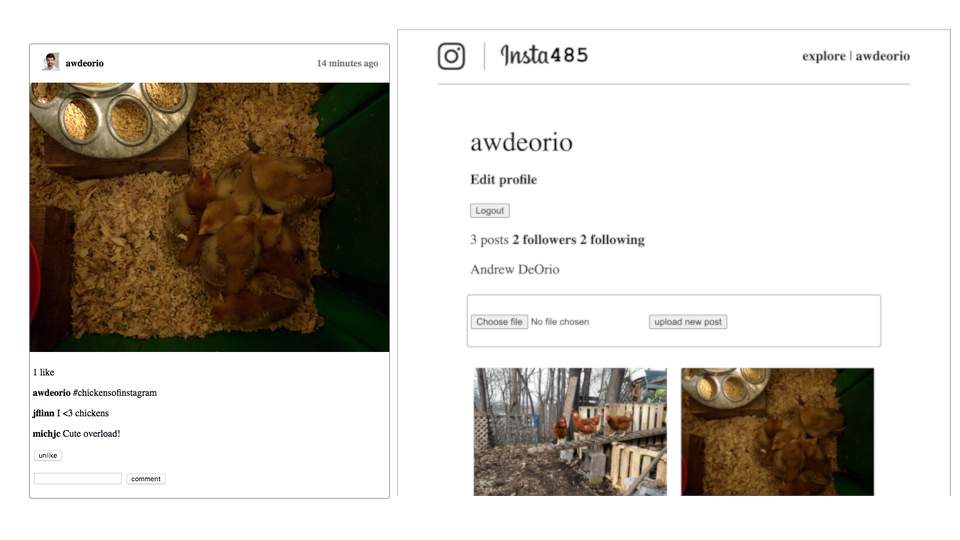 awdeorio 14 minutes ago
1 like
awdeorio #chickensofinstagram
jflinn I <3 chickens
michjc Cute overload!
unlike
comment
Insta485 explore | awdeorio
awdeorio
Edit profile
Logout
3 posts 2 followers 2 following
Andrew DeOrio
Choose file No file chosen upload new post